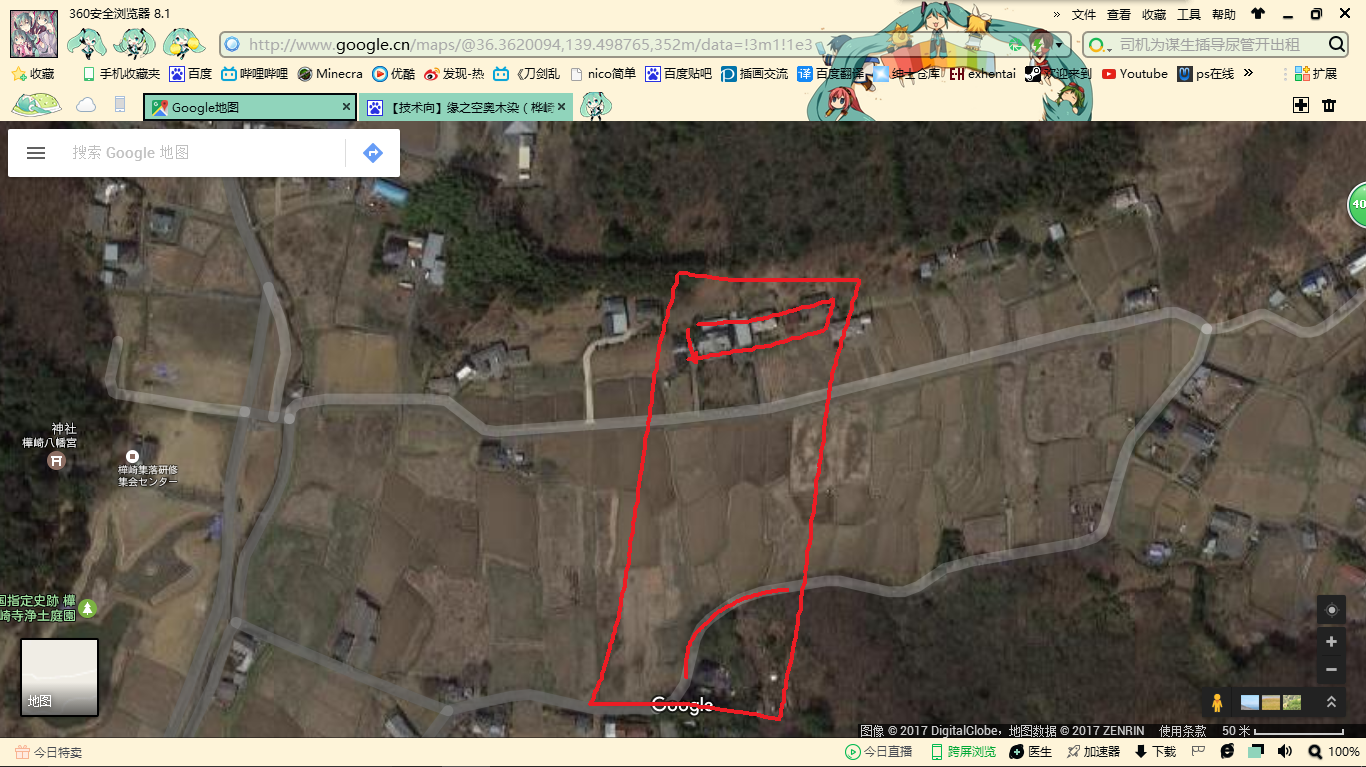 360安全浏览器 8.1
» 文件 查看 收藏 工具 帮助
http://www.google.cn/maps/@36.3620094,139.498765,352m/data=!3m1!1e3
司机为谋生插导尿管开出租
收藏 手机收藏夹 百度 哔哩哔哩 Minecra 优酷 发现-热 《刀剑乱 nico简单 百度贴吧 插图交流 百度翻译 绅士仓库 exhentai 欢迎来到 Youtube ps在线 » 扩展
Google地图
【技术向】缘之空奥木染（桦崎
搜索 Google 地图
40
神社
樺崎八幡宮
樺崎集落研修
集会センター
国指定史跡 樺
崎寺浄土庭園
地图
Google
图像 © 2017 DigitalGlobe，地图数据 © 2017 ZENRIN 使用条款 50 米
今日特卖
今日直播 跨屏浏览 医生 加速器 下载 100%